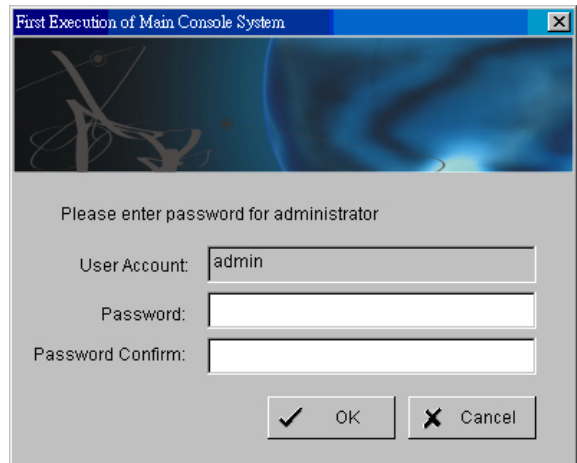 First Execution of Main Console System
Please enter password for administrator
User Account: admin
Password:
Password Confirm:
OK Cancel